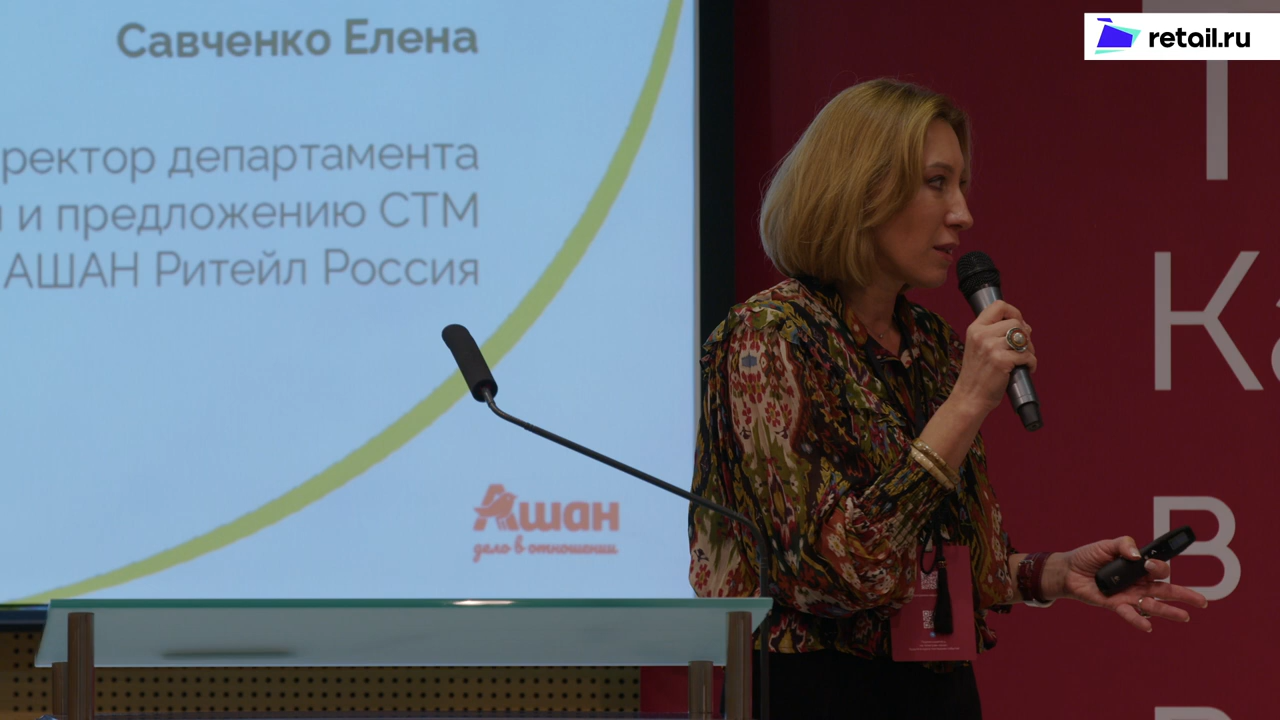 retail.ru
Савченко Елена
ректор департамента
и предложению СТМ
АШАН Ритейл Россия
Ашан
дело в отношении
К
в